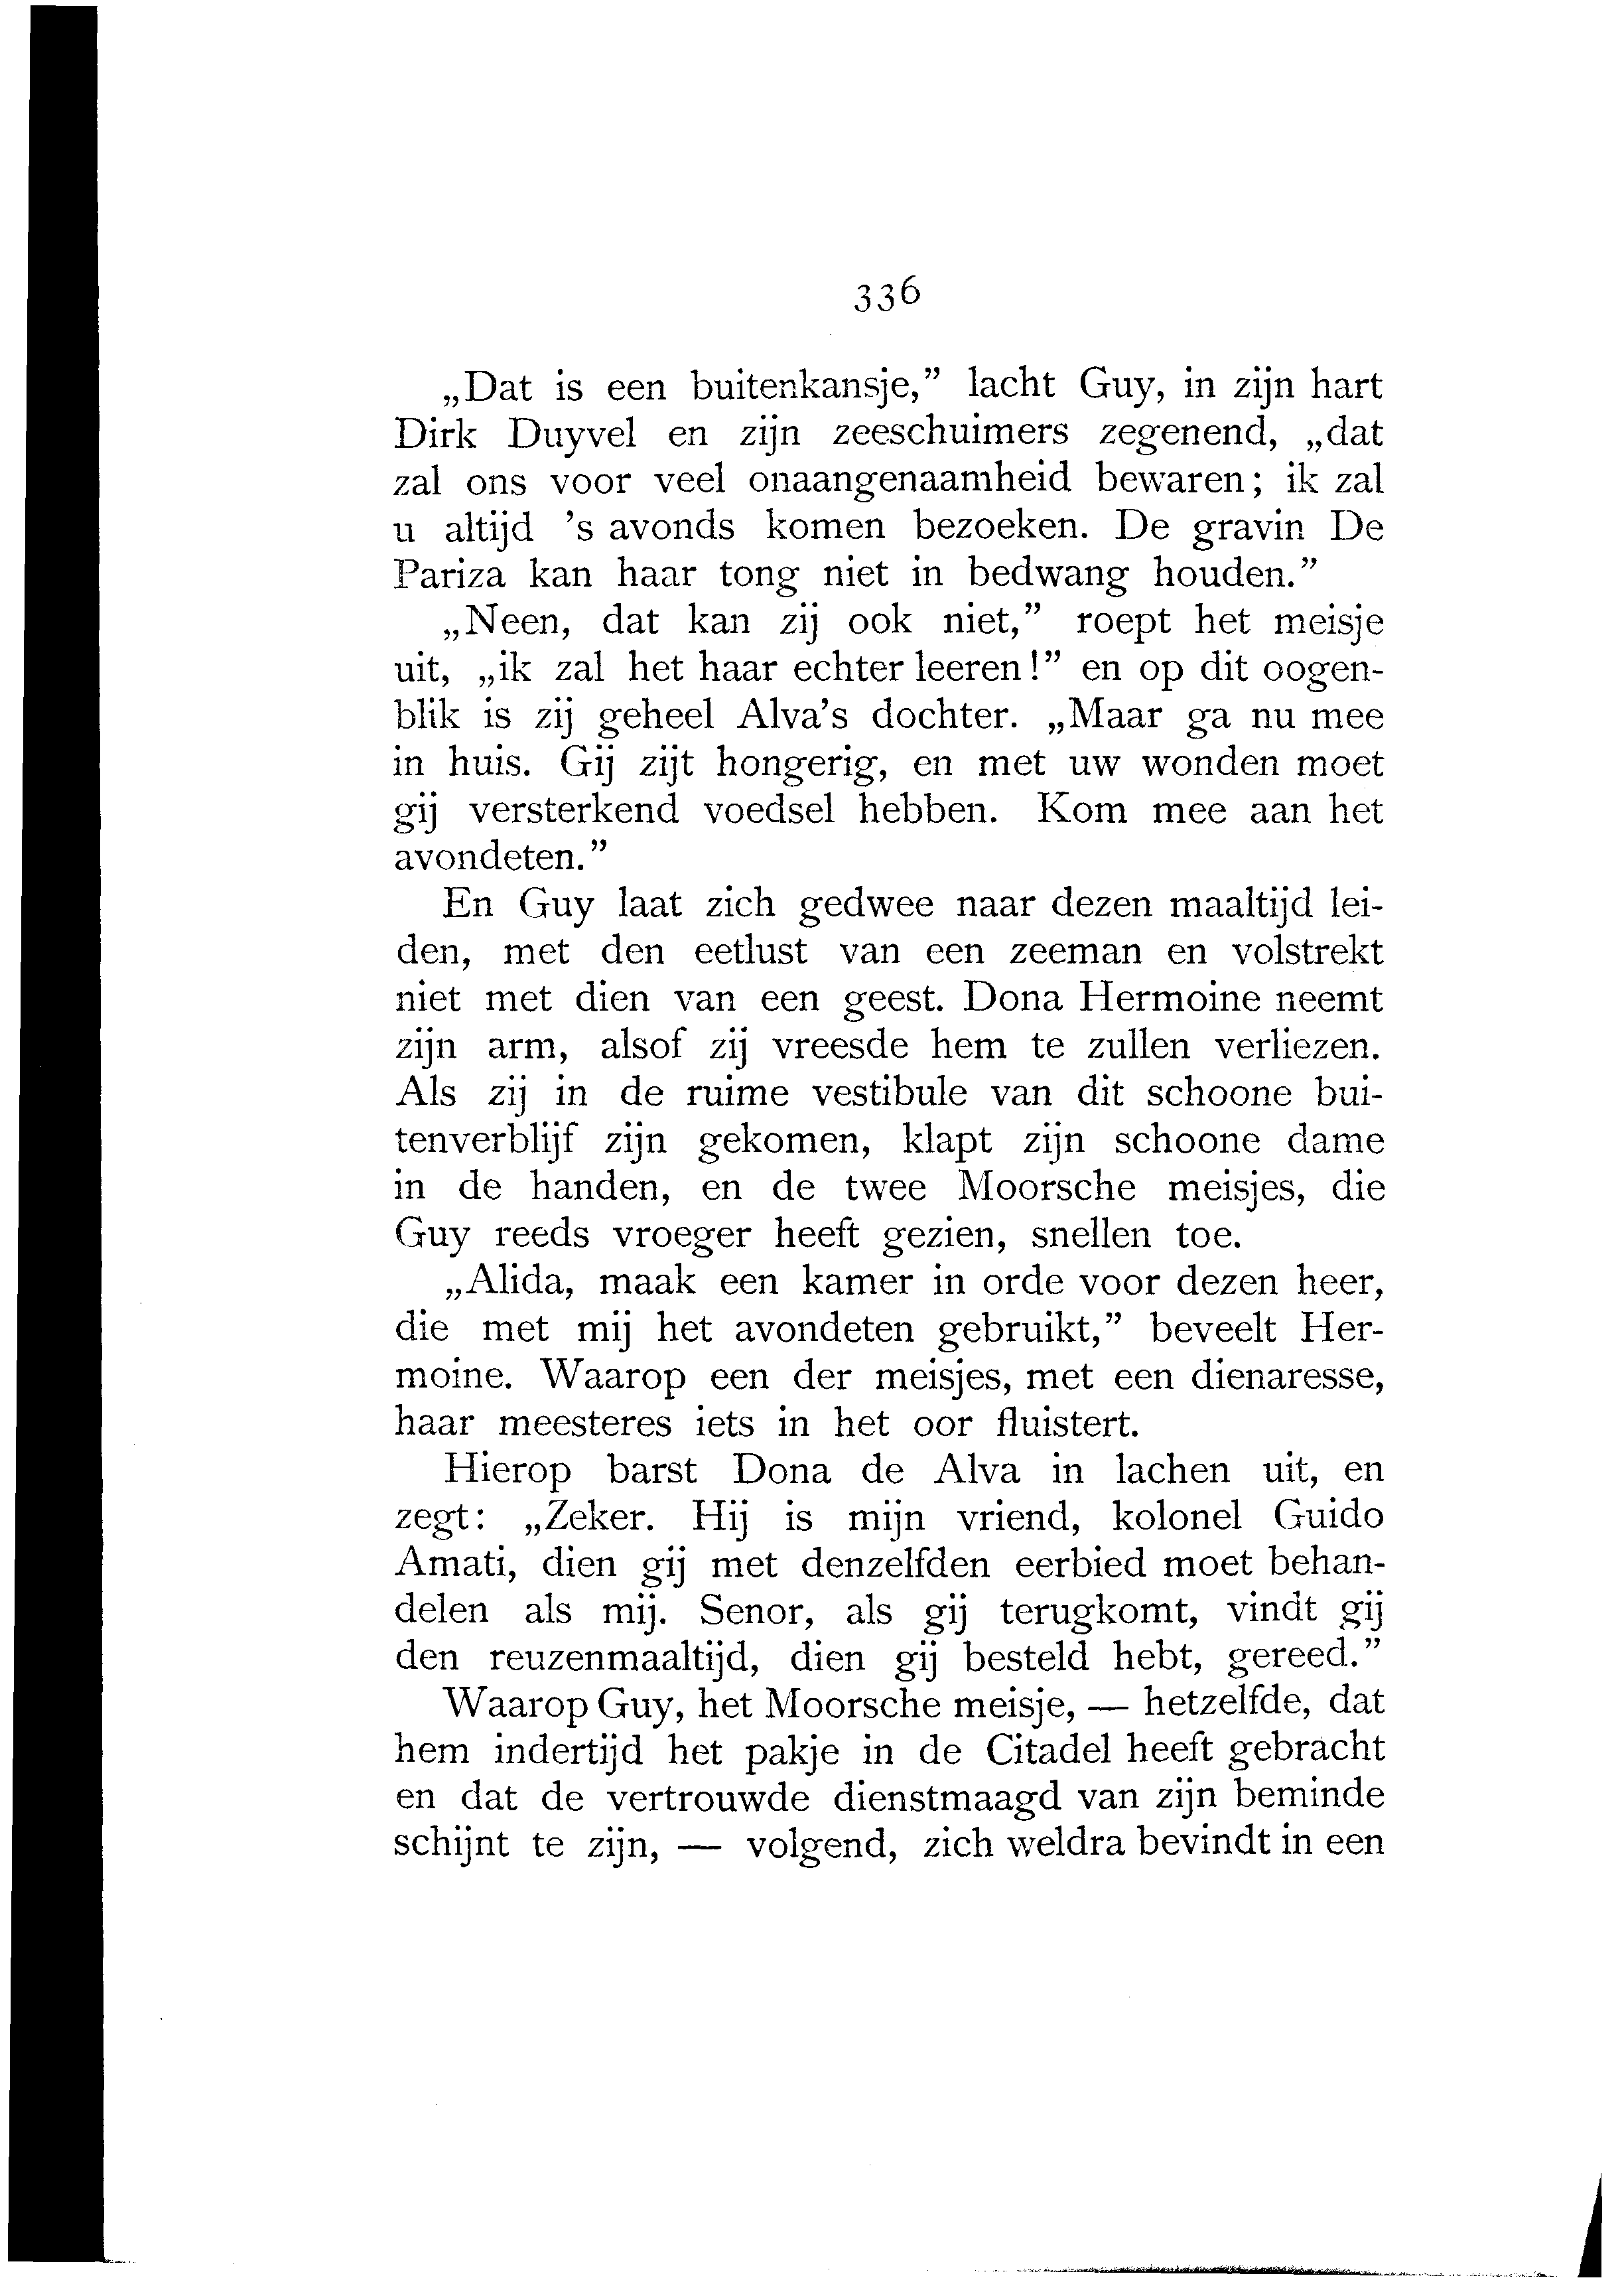 336
„Dat is een buitenkansje,” lacht Guy, in zijn hart
Dirk Duyvel en zijn zeeschuimers zegenend, „dat
zal ons voor veel onaangenaamheid bewaren; ik zal
u altijd 's avonds komen bezoeken. De gravin De
Pariza kan haar tong niet in bedwang houden.”
„Neen, dat kan zij ook niet,” roept het meisje
uit, „ik zal het haar echter leeren!” en op dit oogen-
blik is zij geheel Alva's dochter. „Maar ga nu mee
in huis. Gij zijt hongerig, en met uw wonden moet
gij versterkend voedsel hebben. Kom mee aan het
avondeten.”
En Guy laat zich gedwee naar dezen maaltijd lei-
den, met den eetlust van een zeeman en volstrekt
niet met dien van een geest. Dona Hermoine neemt
zijn arm, alsof zij vreesde hem te zullen verliezen.
Als zij in de ruime vestibule van dit schoone bui-
tenverblijf zijn gekomen, klapt zijn schoone dame
in de handen, en de twee Moorsche meisjes, die
Guy reeds vroeger heeft gezien, snellen toe.
„Alida, maak een kamer in orde voor dezen heer,
die met mij het avondeten gebruikt,” beveelt Her-
moine. Waarop een der meisjes, met een dienaresse,
haar meesteres iets in het oor fluistert.
Hierop barst Dona de Alva in lachen uit, en
zegt: „Zeker. Hij is mijn vriend, kolonel Guido
Amati, dien gij met denzelfden eerbied moet behan-
delen als mij. Senor, als gij terugkomt, vindt gij
den reuzenmaaltijd, dien gij besteld hebt, gereed.”
Waarop Guy, het Moorsche meisje, — hetzelfde, dat
hem indertijd het pakje in de Citadel heeft gebracht
en dat de vertrouwde dienstmaagd van zijn beminde
schijnt te zijn, — volgend, zich weldra bevindt in een